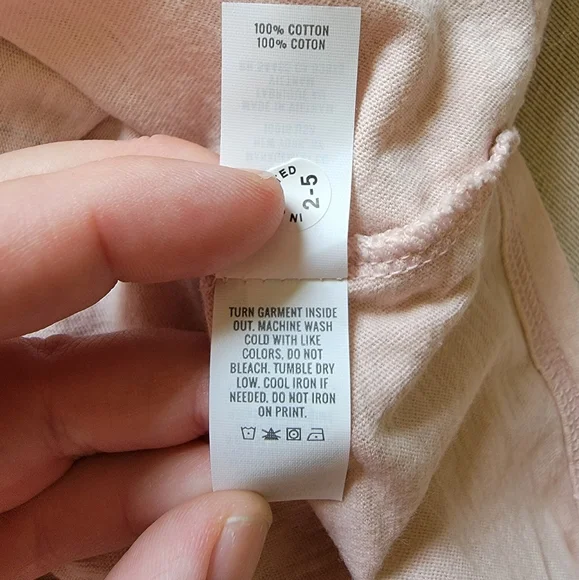 100% COTTON
100% COTON
2-5
TURN GARMENT INSIDE
OUT. MACHINE WASH
COLD WITH LIKE
COLORS, DO NOT
BLEACH. TUMBLE DRY
LOW. COOL IRON IF
NEEDED. DO NOT IRON
ON PRINT.